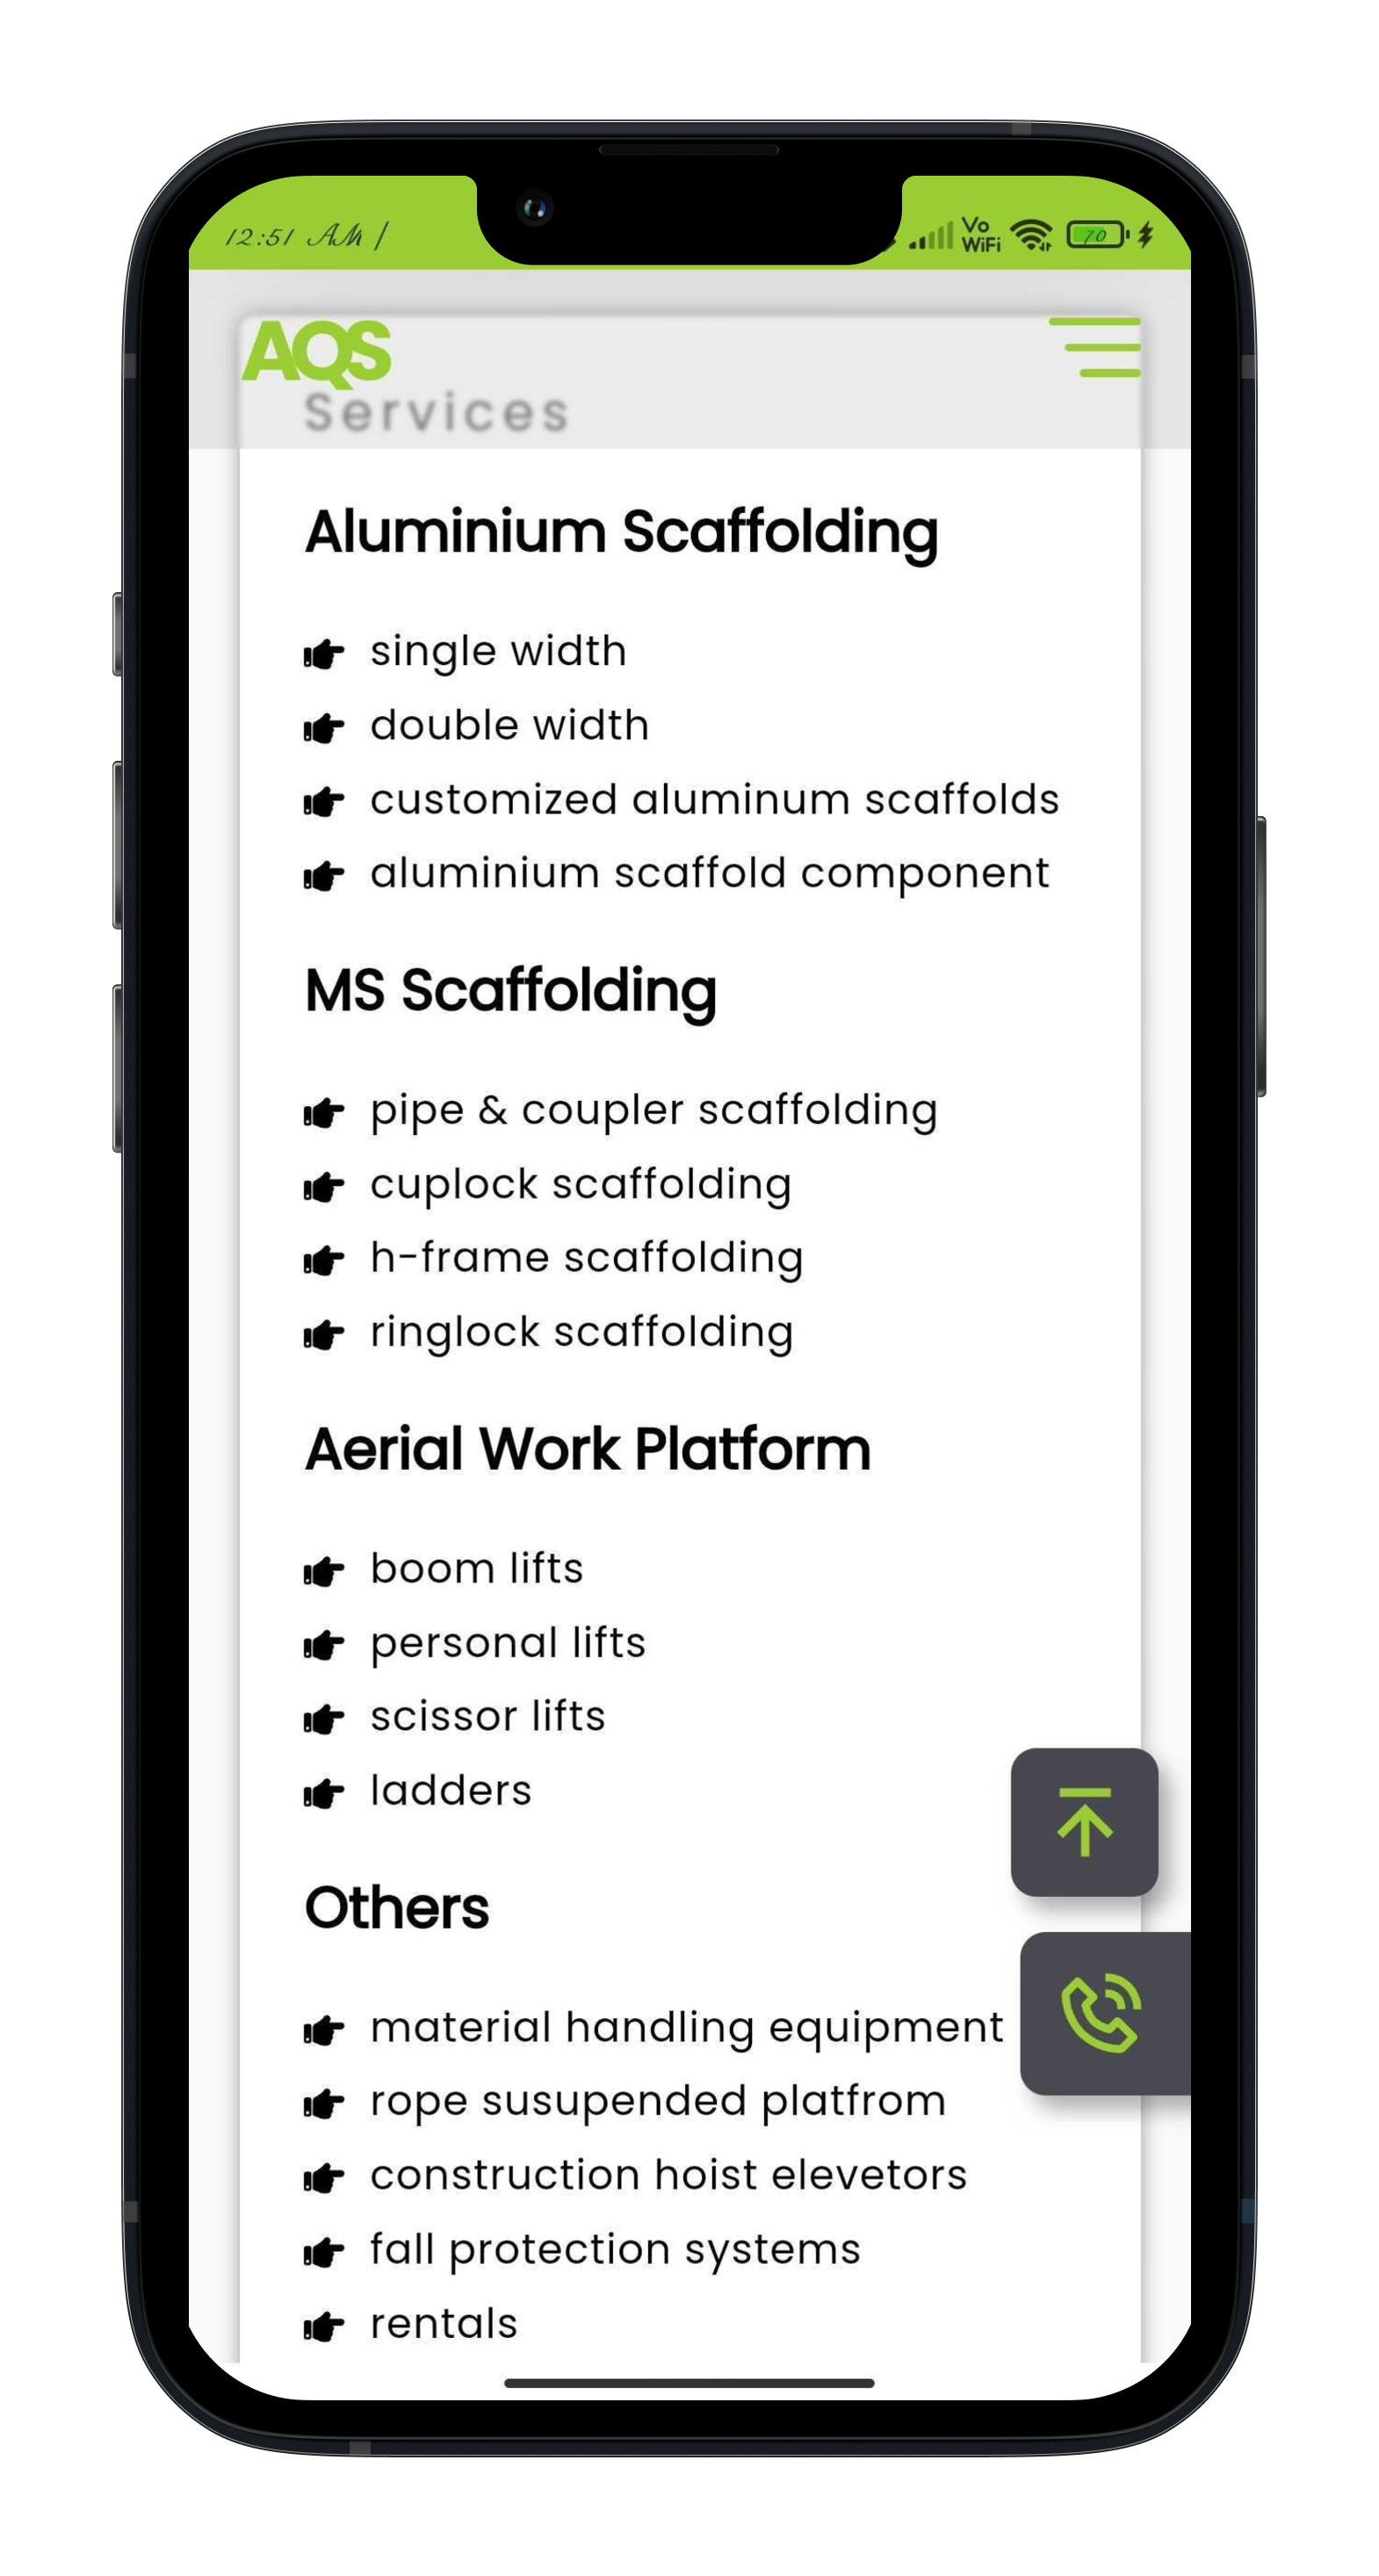 12:51 AM |
Vo
WiFi
70
AQS
Services
Aluminium Scaffolding
single width
double width
customized aluminum scaffolds
aluminium scaffold component
MS Scaffolding
pipe & coupler scaffolding
cuplock scaffolding
h-frame scaffolding
ringlock scaffolding
Aerial Work Platform
boom lifts
personal lifts
scissor lifts
ladders
Others
material handling equipment
rope susupended platfrom
construction hoist elevetors
fall protection systems
rentals